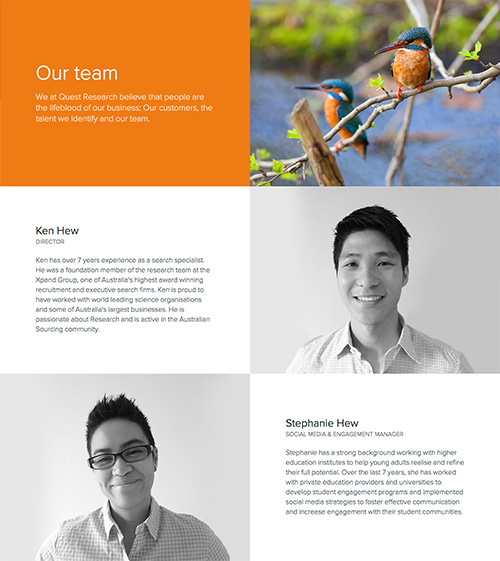 Our team
We at Quest Research believe that people are
the lifeblood of our business: Our customers, the
talent we identify and our team.
Ken Hew
DIRECTOR
Ken has over 7 years experience as a search specialist.
He was a foundation member of the research team at the
Xpand Group, one of Australia's highest award winning
recruitment and executive search firms. Ken is proud to
have worked with world leading science organisations
and some of Australia's largest businesses. He is
passionate about Research and is active in the Australian
Sourcing community.
Stephanie Hew
SOCIAL MEDIA & ENGAGEMENT MANAGER
Stephanie has a strong background working with higher
education institutes to help young adults realise and refine
their full potential. Over the last 7 years, she has worked
with private education providers and universities to
develop student engagement programs and implemented
social media strategies to foster effective communication
and increase engagement with their student communities.